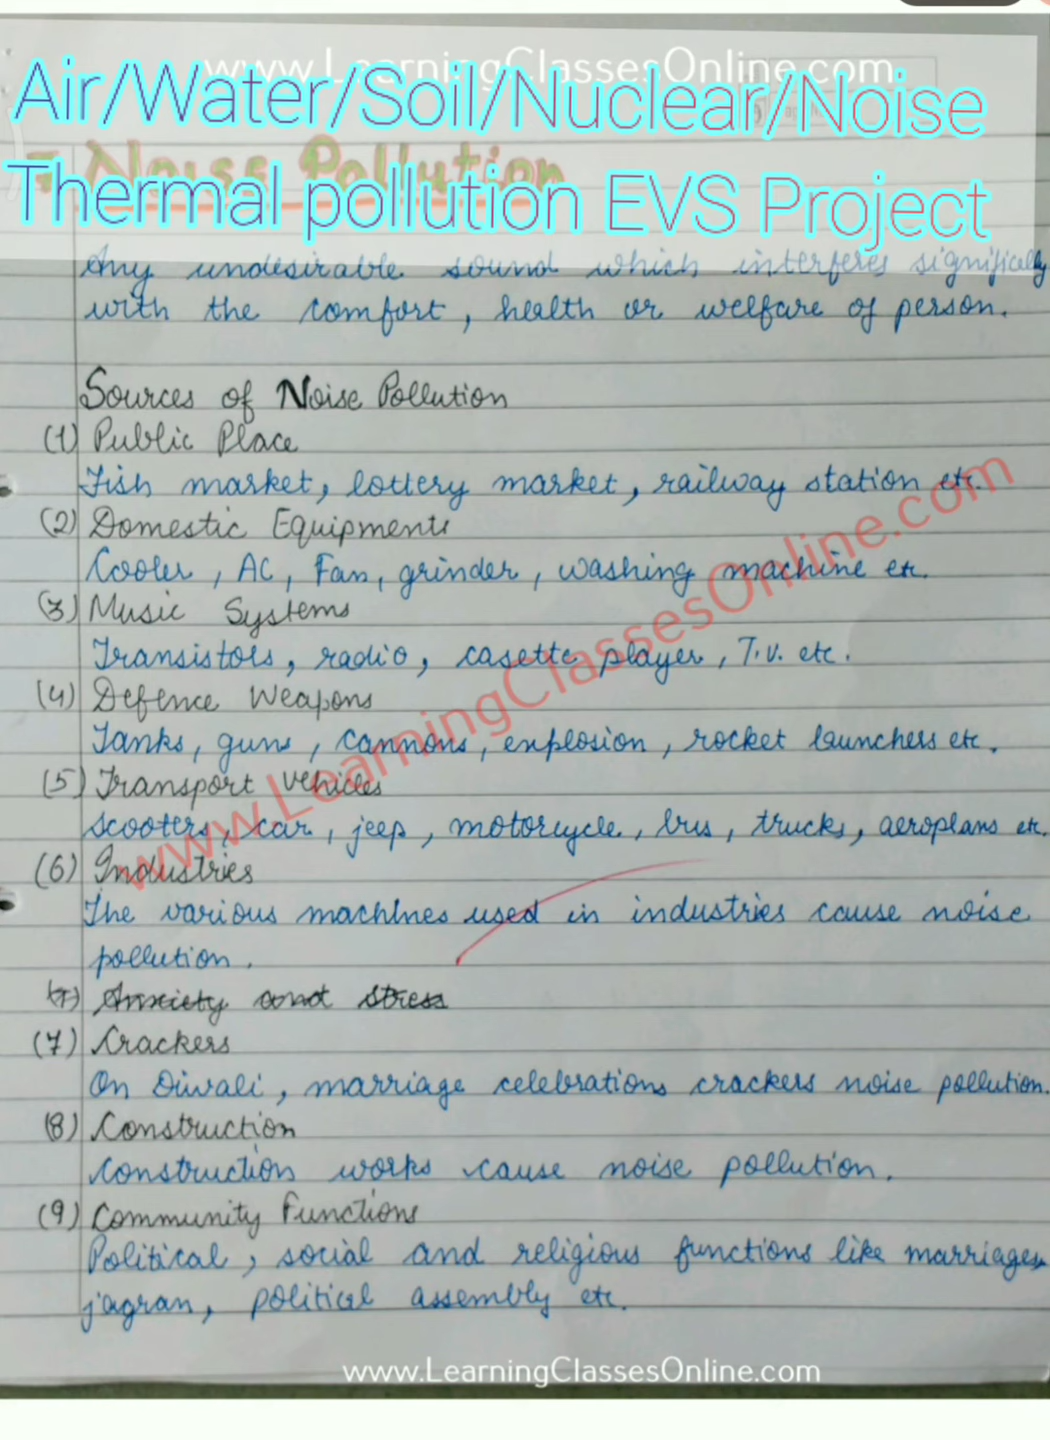 www.LearningClassesOnline.com
Air/Water/Soil/Nuclear/Noise
Thermal pollution EVS Project
Noise Pollution
Any undesirable sound which interferes significally
with the comfort, health or welfare of person.
Sources of Noise Pollution
(1) Public Place
Fish market, lottery market, railway station etc.
(2) Domestic Equipments
Cooler, AC, Fan, grinder, washing machine etc.
(3) Music Systems
Transistors, radio, casette player, T.V. etc.
(4) Defence Weapons
Tanks, guns, cannons, explosion, rocket launchers etc.
(5) Transport vehicles
scooters, car, jeep, motorcycle, bus, trucks, aeroplans etc.
(6) Industries
The various machines used in industries cause noise
pollution.
(7) Anxiety and stress
(7) Crackers
On Diwali, marriage celebrations crackers noise pollution.
(8) Construction
Construction works cause noise pollution.
(9) Community Functions
Political, social and religious functions like marriages,
jagran, political assembly etc.
www.LearningClassesOnline.com
www.LearningClassesOnline.com